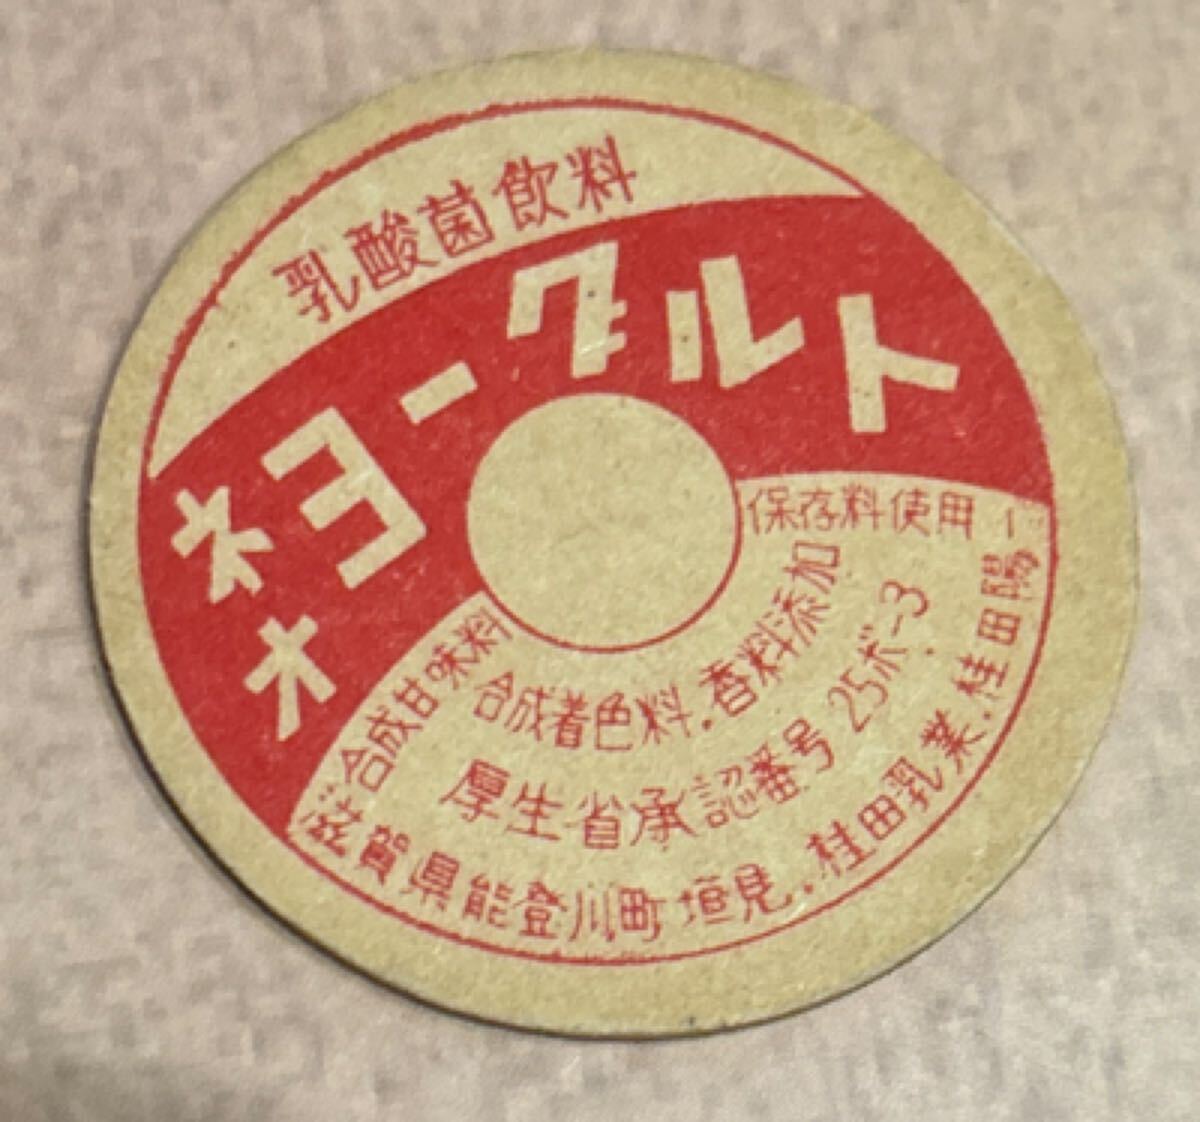 乳酸菌飲料
ネオ
ヨーグルト
合成甘味料
保存料使用
合成着色料.香料添加
厚生省承認番号 25ボ-3
滋賀県能登川町垣見.桂田乳業.桂田陽一